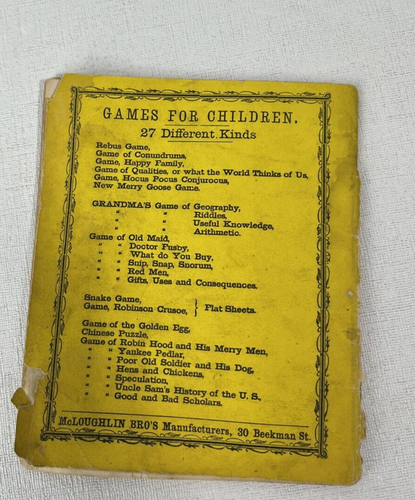 GAMES FOR CHILDREN.
27 Different Kinds
Rebus Game,
Game of Conundrums,
Game, Happy Family,
Game of Qualities, or what the World Thinks of Us,
Game, Hocus Pocus Conjurocus,
New Merry Goose Game.
GRANDMA'S Game of Geography,
" " Riddles,
" " Useful Knowledge,
" " Arithmetic.
Game of Old Maid,
" " Doctor Fusby,
" " What do You Buy,
" " Snip, Snap, Snorum,
" " Red Men,
" " Gifts, Uses and Consequences.
Snake Game,
Game, Robinson Crusoe, } Flat Sheets.
Game of the Golden Egg,
Chinese Puzzle,
Game of Robin Hood and His Merry Men,
" " Yankee Pedlar,
" " Poor Old Soldier and His Dog,
" " Hens and Chickens,
" " Speculation,
" " Uncle Sam's History of the U. S.,
" " Good and Bad Scholars.
McLOUGHLIN BRO'S Manufacturers, 30 Beekman St.